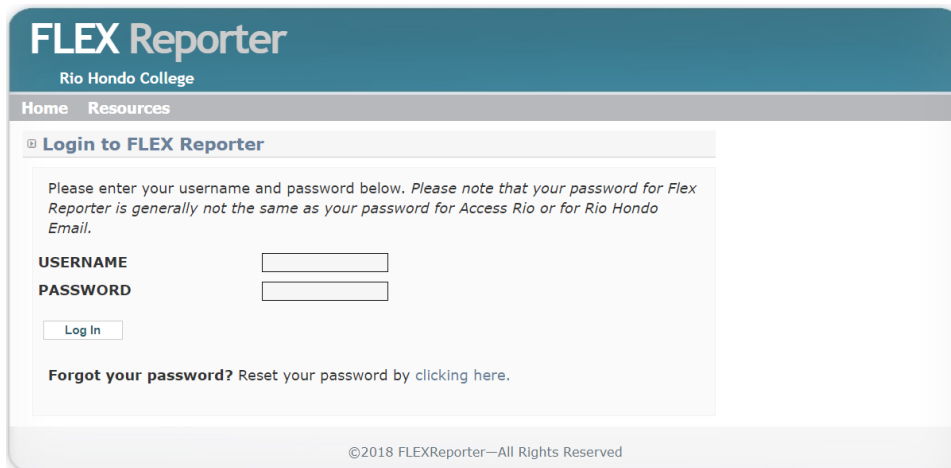 FLEX Reporter
Rio Hondo College
Home Resources
Login to FLEX Reporter
Please enter your username and password below. Please note that your password for Flex
Reporter is generally not the same as your password for Access Rio or for Rio Hondo
Email.
USERNAME
PASSWORD
Log In
Forgot your password? Reset your password by clicking here.
©2018 FLEXReporter—All Rights Reserved